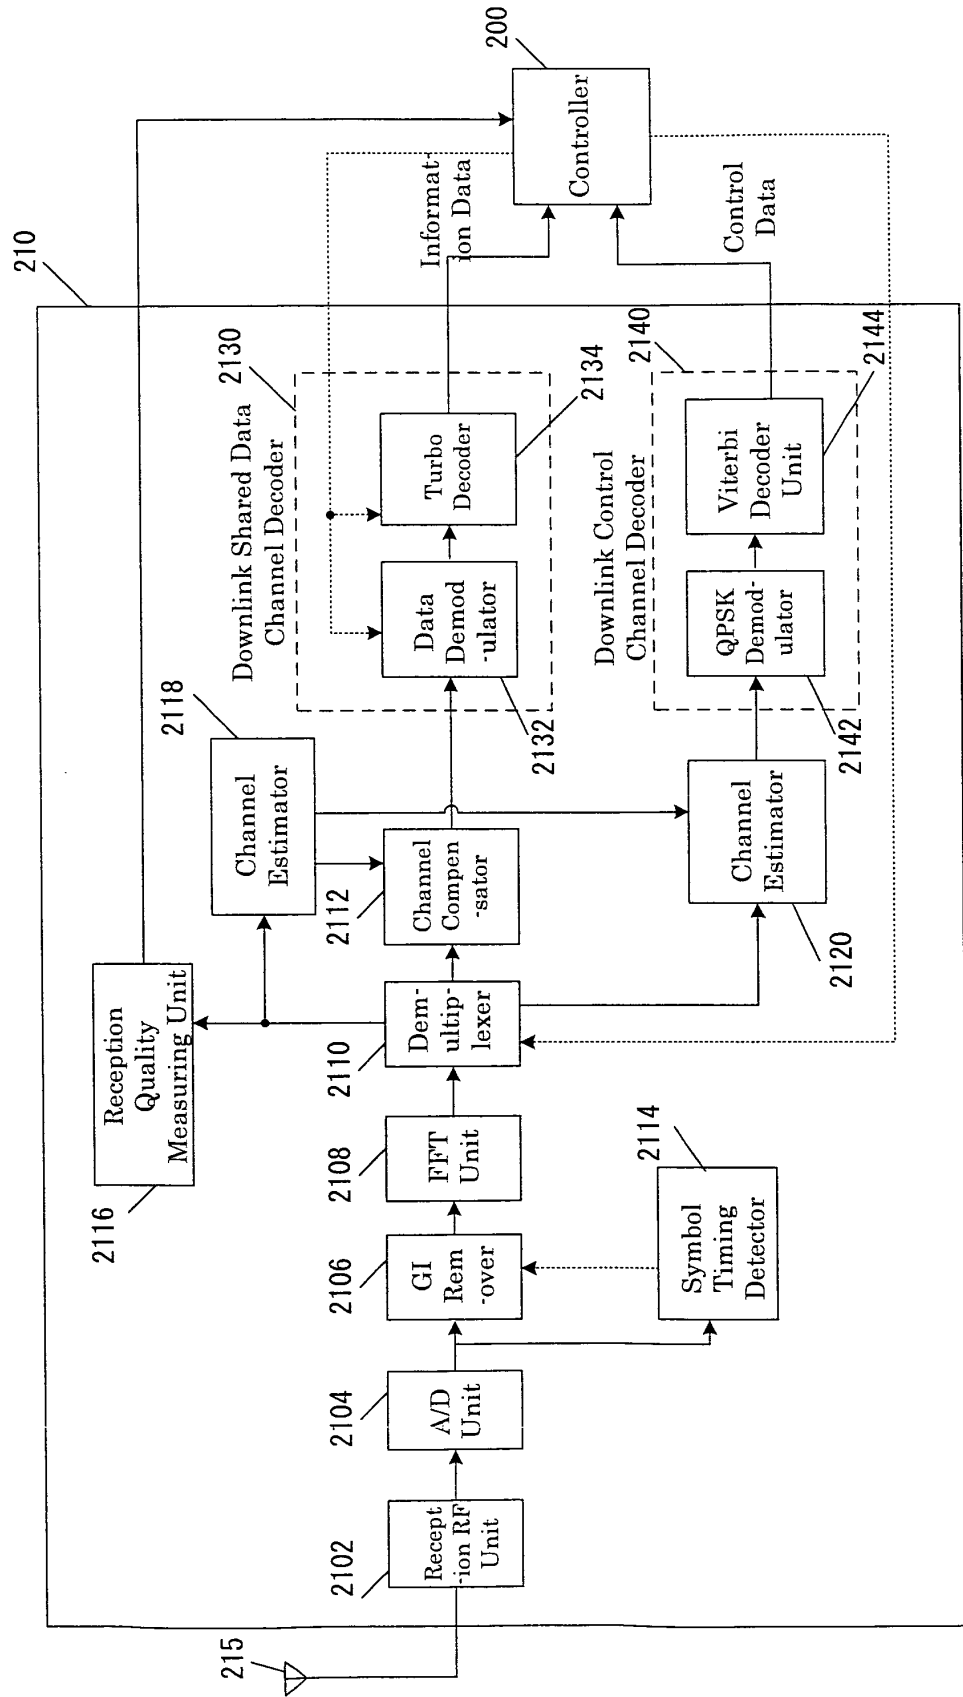 210
200
Controller
Informat-
ion Data
Control
Data
Downlink Shared Data
Channel Decoder
2130
Turbo
Decoder
2134
Data
Demod
-ulator
2132
Downlink Control
Channel Decoder
2140
Viterbi
Decoder
Unit
2144
QPSK
Demod-
ulator
2142
Channel
Estimator
2118
Channel
Compen
-sator
2112
Channel
Estimator
2120
Reception
Quality
Measuring Unit
2116
Dem-
ultip-
lexer
2110
FFT
Unit
2108
GI
Rem
-over
2106
Symbol
Timing
Detector
2114
A/D
Unit
2104
Recept
-ion RF
Unit
2102
215